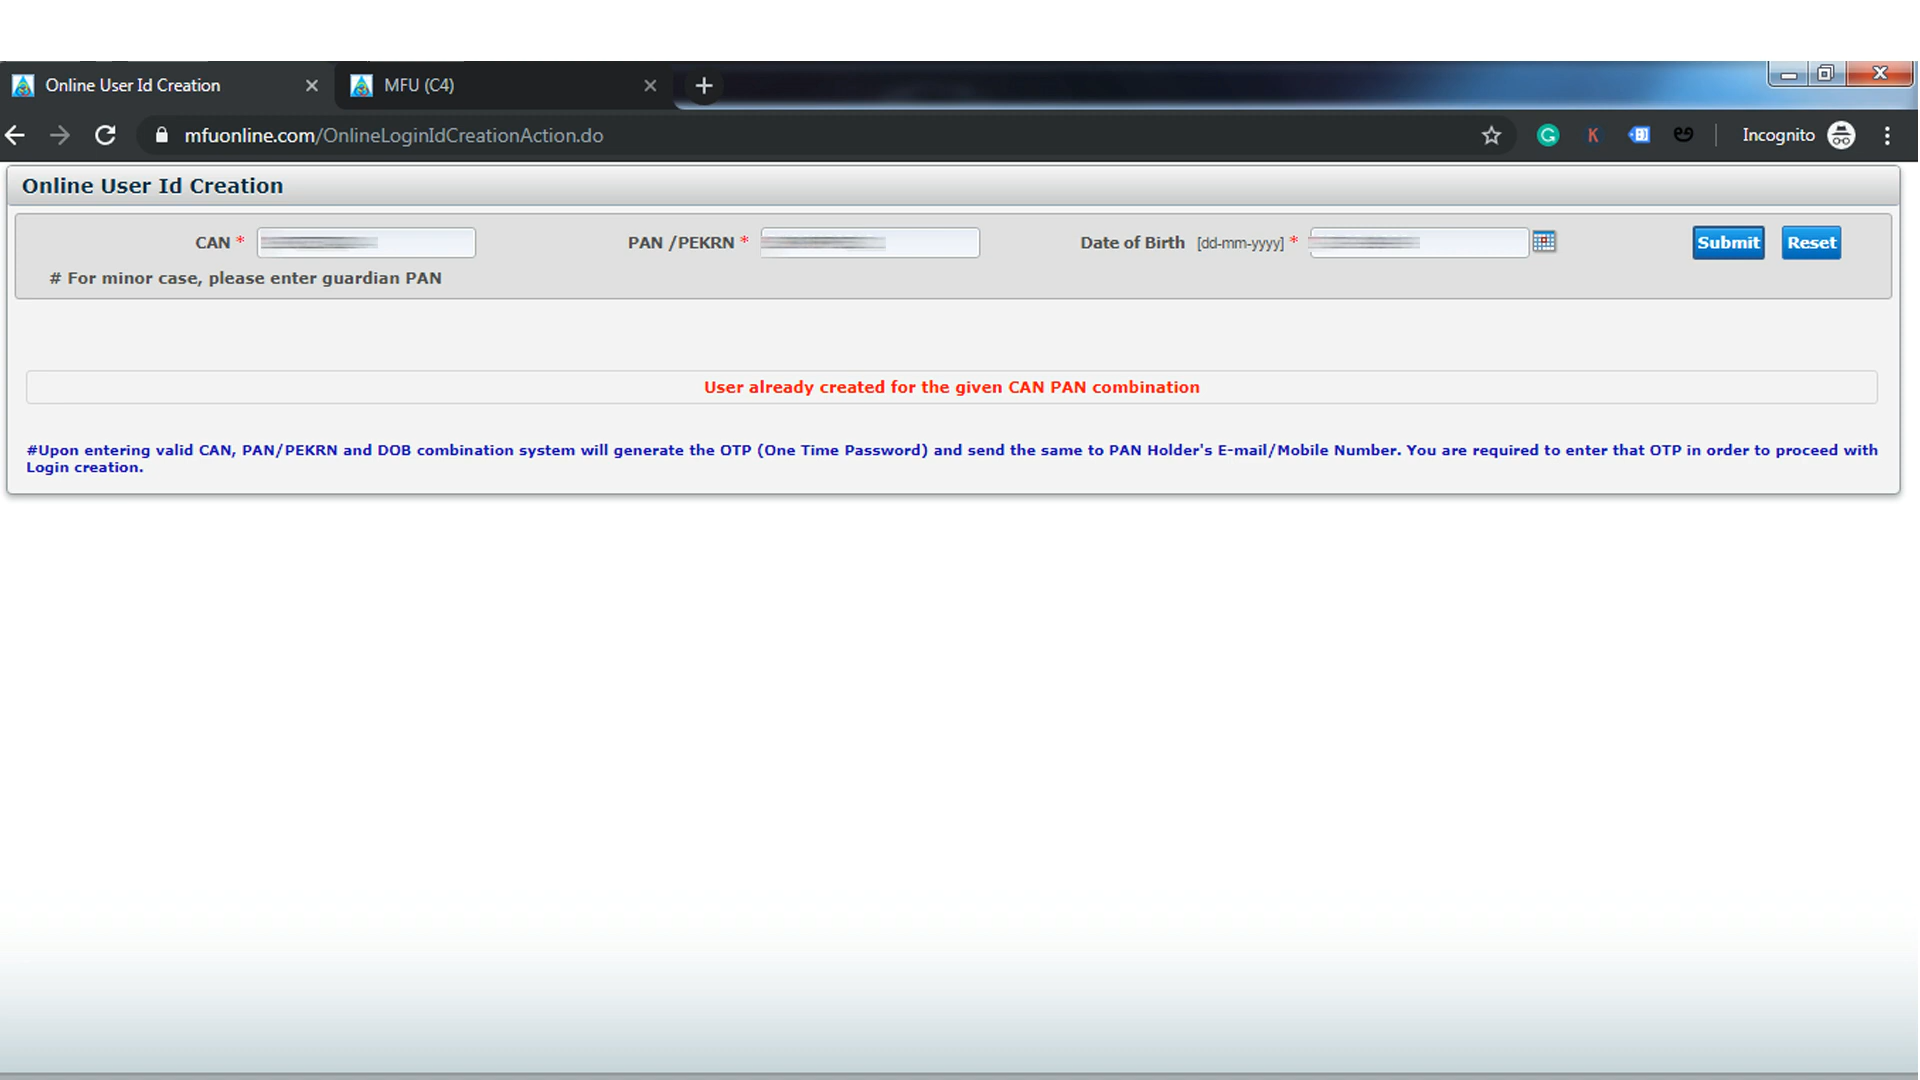 Online User Id Creation
MFU (C4)
mfuonline.com/OnlineLoginIdCreationAction.do
Incognito
Online User Id Creation
CAN *
PAN /PEKRN *
Date of Birth [dd-mm-yyyy] *
Submit
Reset
# For minor case, please enter guardian PAN
User already created for the given CAN PAN combination
#Upon entering valid CAN, PAN/PEKRN and DOB combination system will generate the OTP (One Time Password) and send the same to PAN Holder's E-mail/Mobile Number. You are required to enter that OTP in order to proceed with
Login creation.